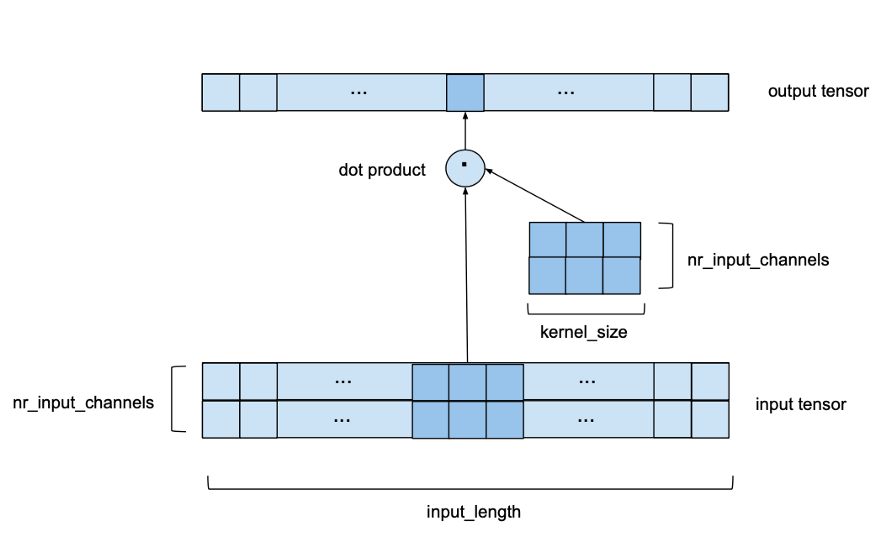 ... ...
output tensor
dot product
nr_input_channels
kernel_size
... ...
nr_input_channels
input tensor
... ...
input_length